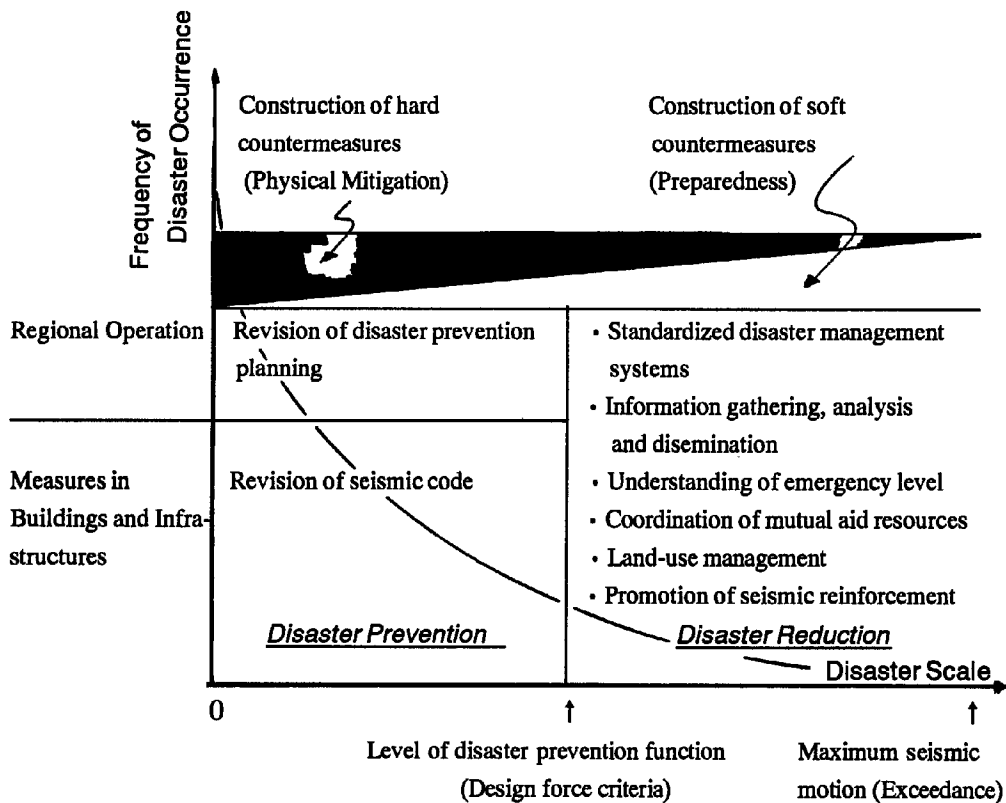 Frequency of
Disaster Occurrence
Construction of hard
countermeasures
(Physical Mitigation)
Construction of soft
countermeasures
(Preparedness)
Regional Operation
Revision of disaster prevention
planning
• Standardized disaster management
systems
• Information gathering, analysis
and disemination
Measures in
Buildings and Infra-
structures
Revision of seismic code
• Understanding of emergency level
• Coordination of mutual aid resources
• Land-use management
• Promotion of seismic reinforcement
Disaster Prevention
Disaster Reduction
Disaster Scale
0
Level of disaster prevention function
(Design force criteria)
Maximum seismic
motion (Exceedance)